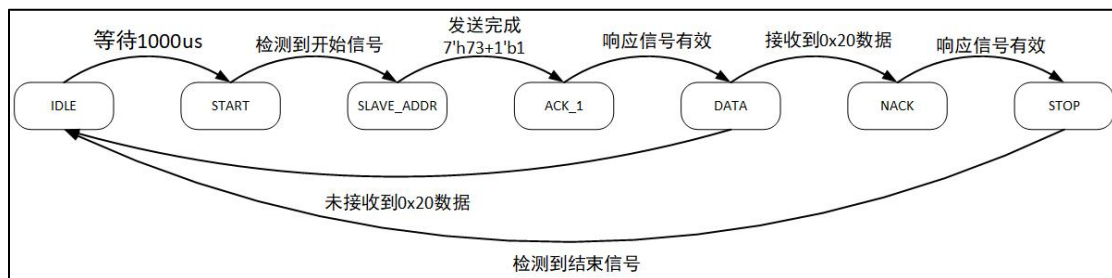 等待1000us
检测到开始信号
发送完成
7'h73+1'b1
响应信号有效
接收到0x20数据
响应信号有效
IDLE
START
SLAVE_ADDR
ACK_1
DATA
NACK
STOP
未接收到0x20数据
检测到结束信号